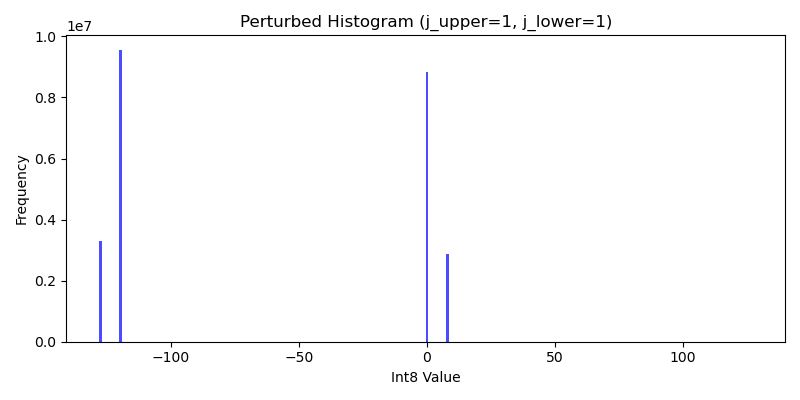 Perturbed Histogram (j_upper=1, j_lower=1)
1e7
1.0
0.8
0.6
0.4
0.2
0.0
Frequency
−100
−50
0
50
100
Int8 Value